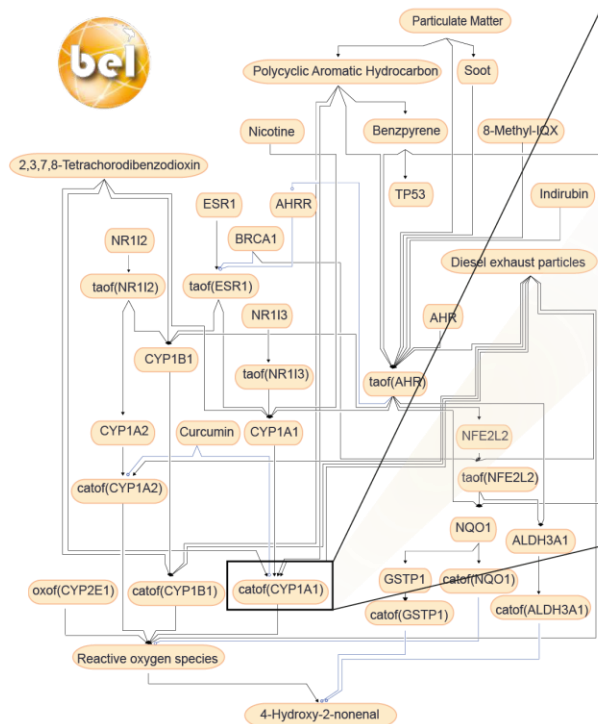 bel
Particulate Matter
Polycyclic Aromatic Hydrocarbon
Soot
Nicotine
Benzpyrene
8-Methyl-IQX
2,3,7,8-Tetrachorodibenzodioxin
TP53
ESR1
AHRR
Indirubin
NR1I2
BRCA1
Diesel exhaust particles
taof(NR1I2)
taof(ESR1)
NR1I3
AHR
CYP1B1
taof(NR1I3)
taof(AHR)
CYP1A2
Curcumin
CYP1A1
NFE2L2
taof(NFE2L2)
catof(CYP1A2)
NQO1
ALDH3A1
oxof(CYP2E1)
catof(CYP1B1)
catof(CYP1A1)
GSTP1
catof(NQO1)
catof(GSTP1)
catof(ALDH3A1)
Reactive oxygen species
4-Hydroxy-2-nonenal